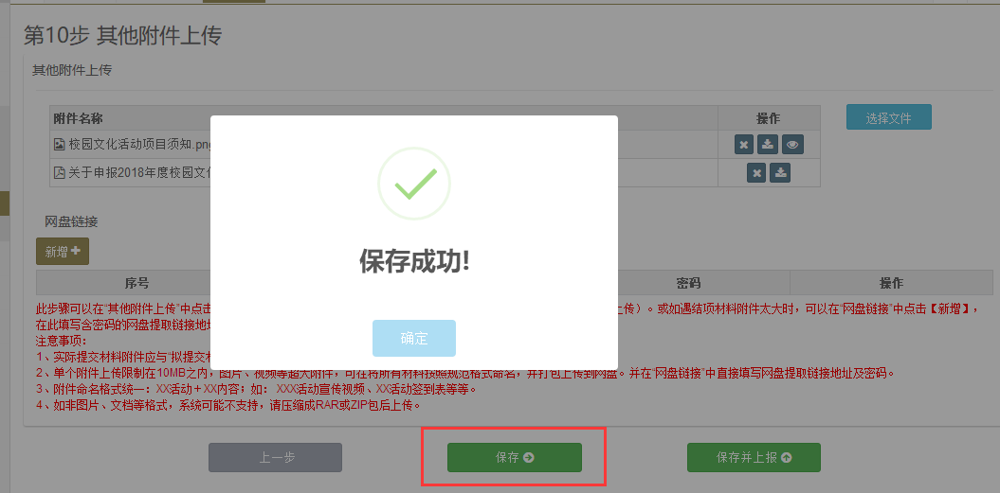 第10步 其他附件上传
其他附件上传
附件名称 操作 选择文件
校园文化活动项目须知.png
关于申报2018年度校园文
保存成功!
确定
网盘链接
新增
序号 密码 操作
此步骤可以在“其他附件上传”中点击 上传）。或如遇结项材料附件太大时，可以在“网盘链接”中点击【新增】，
在此填写含密码的网盘提取链接地
注意事项：
1、实际提交材料附件应与“拟提交材
2、单个附件上传限制在10MB之内，图片、视频等超大附件，可在将所有材料按照规范格式命名，并打包上传到网盘。并在“网盘链接”中直接填写网盘提取链接地址及密码。
3、附件命名格式统一：XX活动＋XX内容；如： XXX活动宣传视频、XX活动签到表等等。
4、如非图片、文档等格式，系统可能不支持，请压缩成RAR或ZIP包后上传。
上一步 保存 保存并上报